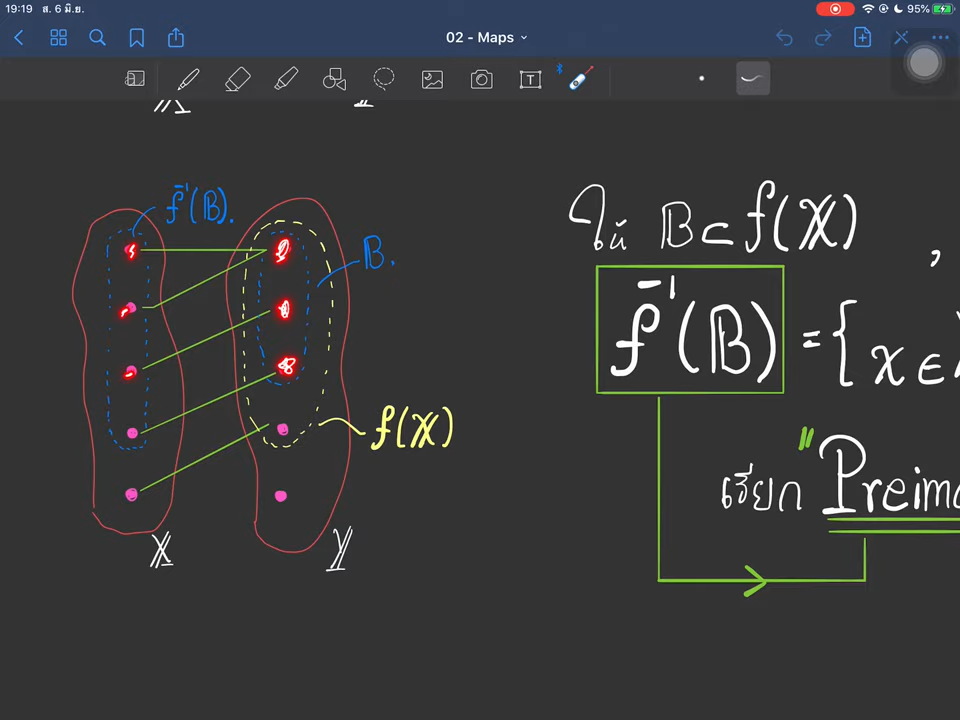 19:19 ส. 6 มิ.ย.
95%
02 - Maps
T
f⁻¹(B).
B.
f(X)
X
Y
ให้ B ⊂ f(X) ,
f⁻¹(B) = { x ∈
เรียก "Preim